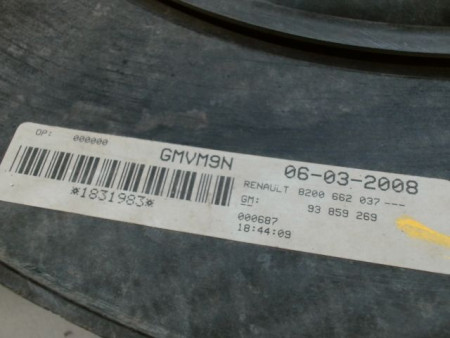 OP: 000000
GMVM9N
*1831983*
06-03-2008
RENAULT 8200 662 037 ---
GM: 93 859 269
000687
18:44:09